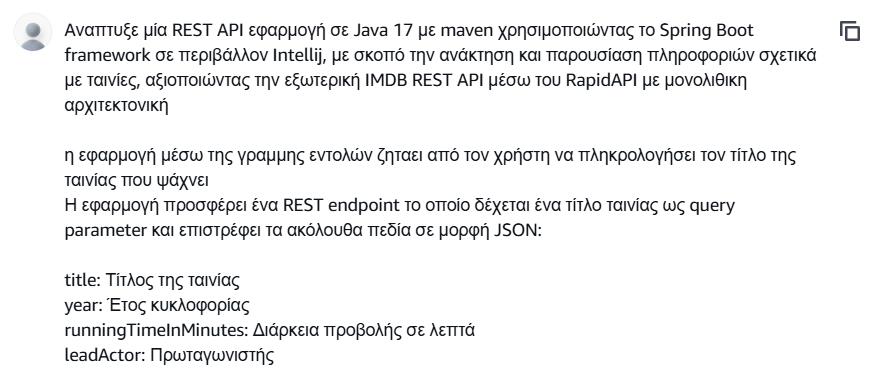 Αναπτυξε μία REST API εφαρμογή σε Java 17 με maven χρησιμοποιώντας το Spring Boot
framework σε περιβάλλον Intellij, με σκοπό την ανάκτηση και παρουσίαση πληροφοριών σχετικά
με ταινίες, αξιοποιώντας την εξωτερική IMDB REST API μέσω του RapidAPI με μονολιθικη
αρχιτεκτονική
η εφαρμογή μέσω της γραμμης εντολών ζηταει από τον χρήστη να πληκρολογήσει τον τίτλο της
ταινίας που ψάχνει
Η εφαρμογή προσφέρει ένα REST endpoint το οποίο δέχεται ένα τίτλο ταινίας ως query
parameter και επιστρέφει τα ακόλουθα πεδία σε μορφή JSON:
title: Τίτλος της ταινίας
year: Έτος κυκλοφορίας
runningTimeInMinutes: Διάρκεια προβολής σε λεπτά
leadActor: Πρωταγωνιστής